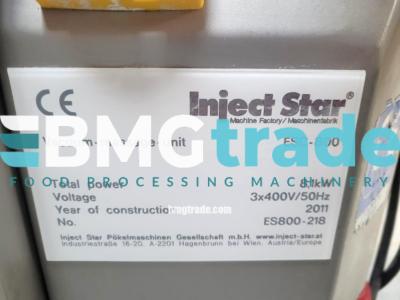 CE
Inject Star®
Machine Factory/Maschinenfabrik
BMGtrade
FOOD PROCESSING MACHINERY
Total power
Voltage 3x400V/50Hz
Year of construction 2011
bmgtrade.com
No. ES800-218
Inject Star Pökelmaschinen Gesellschaft m.b.H. www.inject-star.at
Industriestraße 16-20, A-2201 Hagenbrunn bei Wien, Austria/Europe